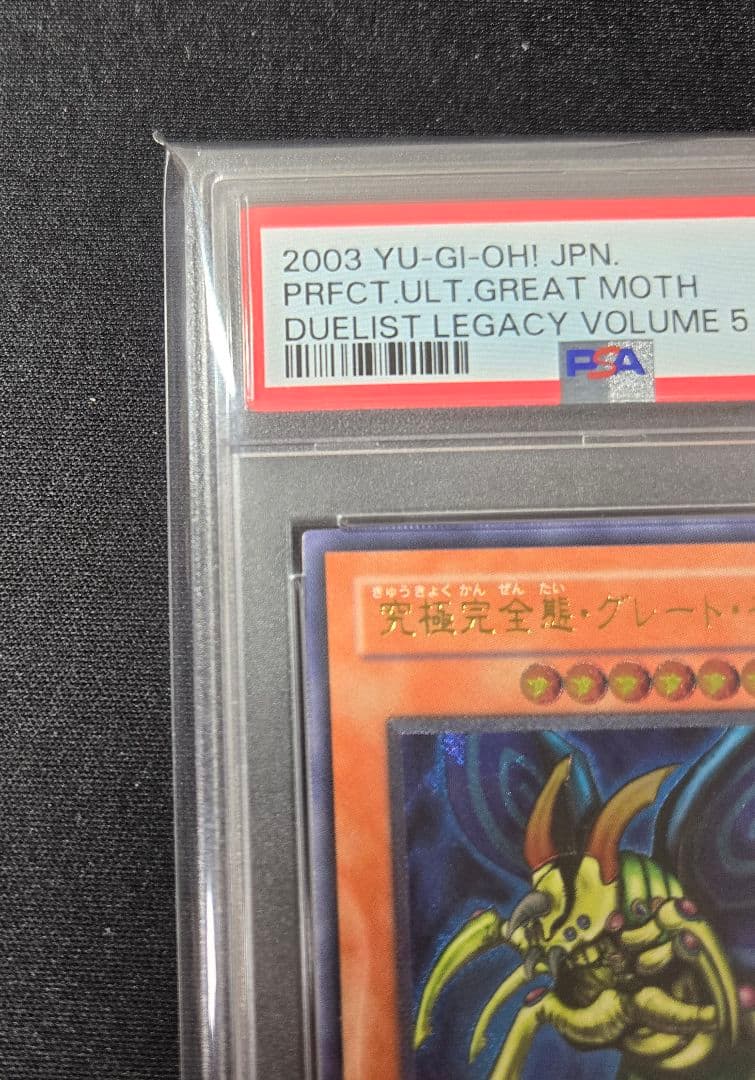 2003 YU-GI-OH! JPN.
PRFCT.ULT.GREAT MOTH
DUELIST LEGACY VOLUME 5
PSA
きゅうきょくかんぜんたい
究極完全態・グレート・